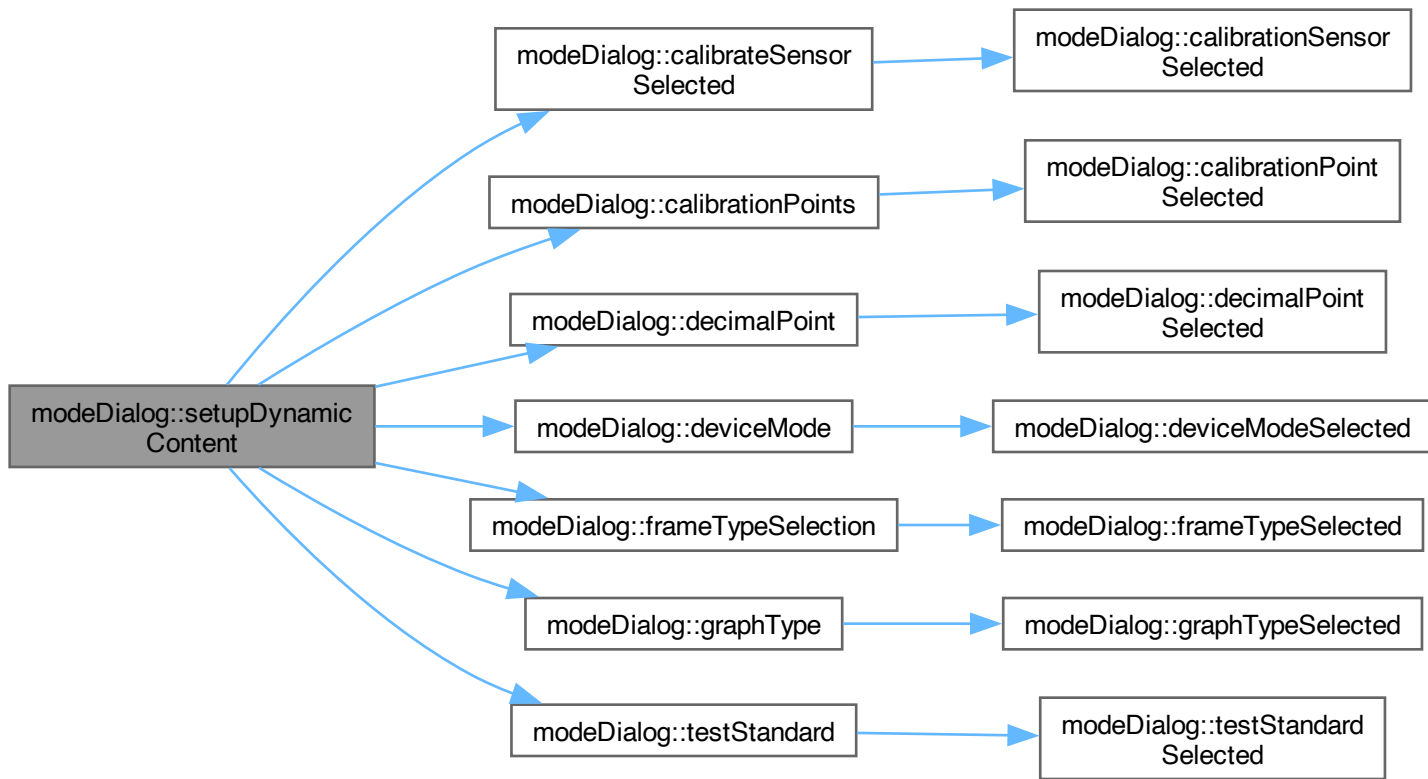 modeDialog::setupDynamic
Content
modeDialog::calibrateSensor
Selected
modeDialog::calibrationSensor
Selected
modeDialog::calibrationPoints
modeDialog::calibrationPoint
Selected
modeDialog::decimalPoint
modeDialog::decimalPoint
Selected
modeDialog::deviceMode
modeDialog::deviceModeSelected
modeDialog::frameTypeSelection
modeDialog::frameTypeSelected
modeDialog::graphType
modeDialog::graphTypeSelected
modeDialog::testStandard
modeDialog::testStandard
Selected